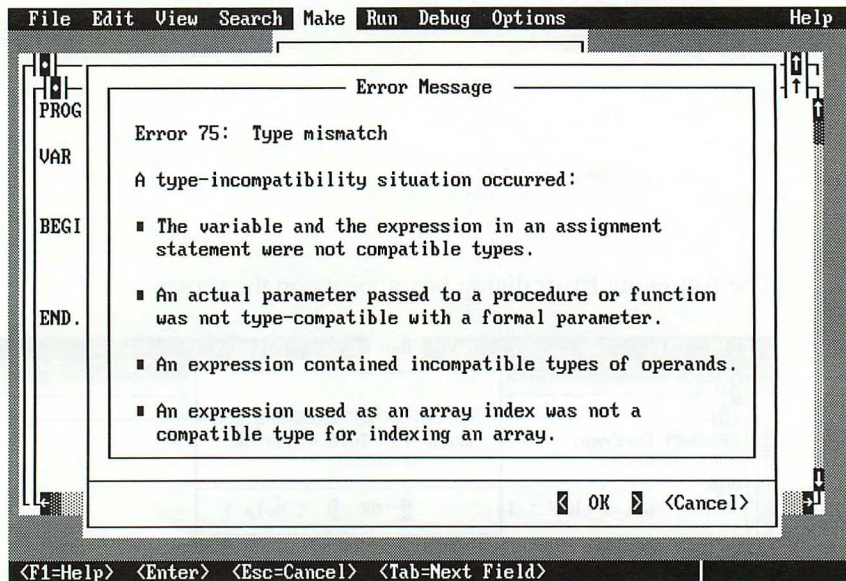 File Edit View Search Make Run Debug Options Help
Error Message
PROG
Error 75: Type mismatch
VAR
A type-incompatibility situation occurred:
BEGI
■ The variable and the expression in an assignment
statement were not compatible types.
■ An actual parameter passed to a procedure or function
END.
was not type-compatible with a formal parameter.
■ An expression contained incompatible types of operands.
■ An expression used as an array index was not a
compatible type for indexing an array.
< OK > <Cancel>
<F1=Help> <Enter> <Esc=Cancel> <Tab=Next Field>